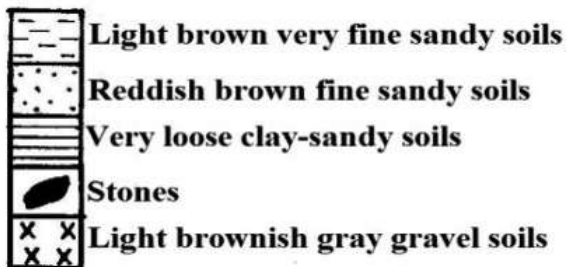 Light brown very fine sandy soils
Reddish brown fine sandy soils
Very loose clay-sandy soils
Stones
Light brownish gray gravel soils